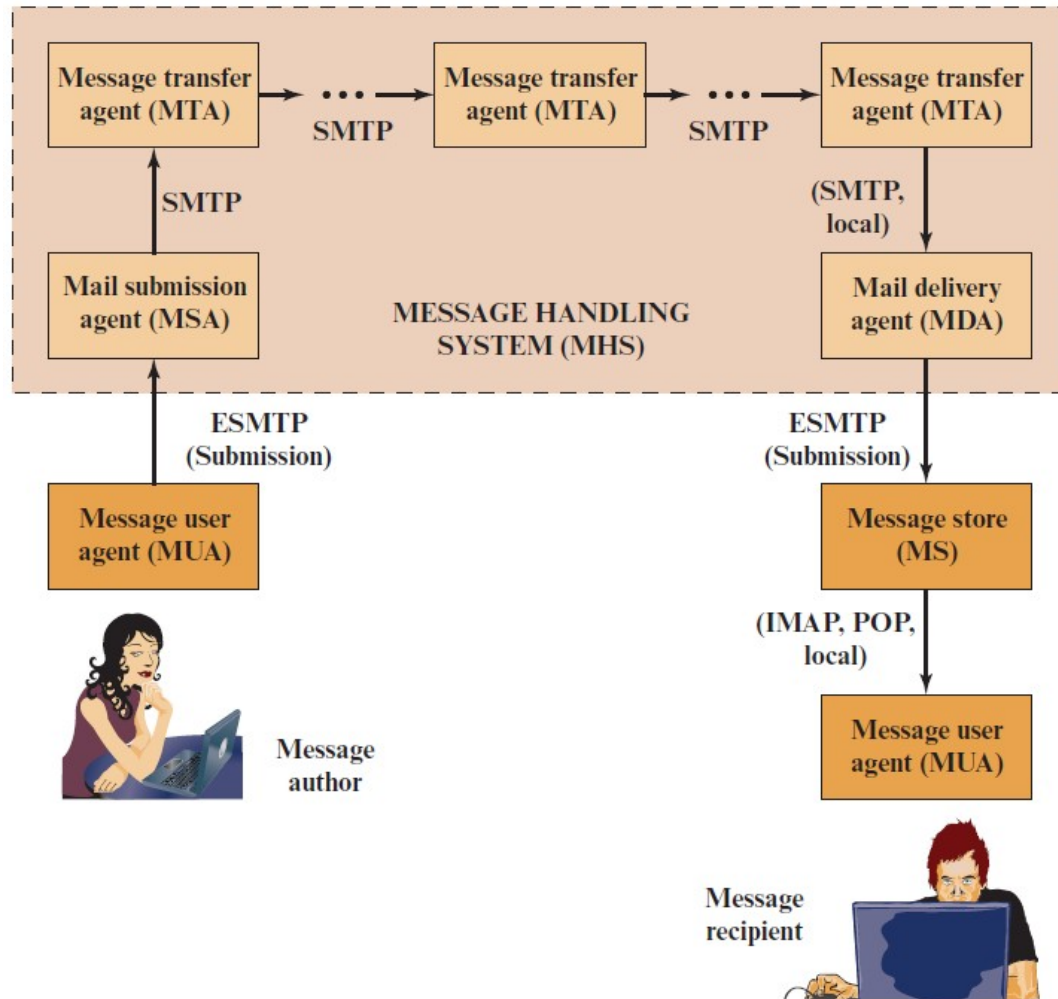 Message transfer
agent (MTA)
SMTP
Message transfer
agent (MTA)
SMTP
Message transfer
agent (MTA)
SMTP
(SMTP,
local)
Mail submission
agent (MSA)
MESSAGE HANDLING
SYSTEM (MHS)
Mail delivery
agent (MDA)
ESMTP
(Submission)
ESMTP
(Submission)
Message user
agent (MUA)
Message store
(MS)
(IMAP, POP,
local)
Message
author
Message user
agent (MUA)
Message
recipient